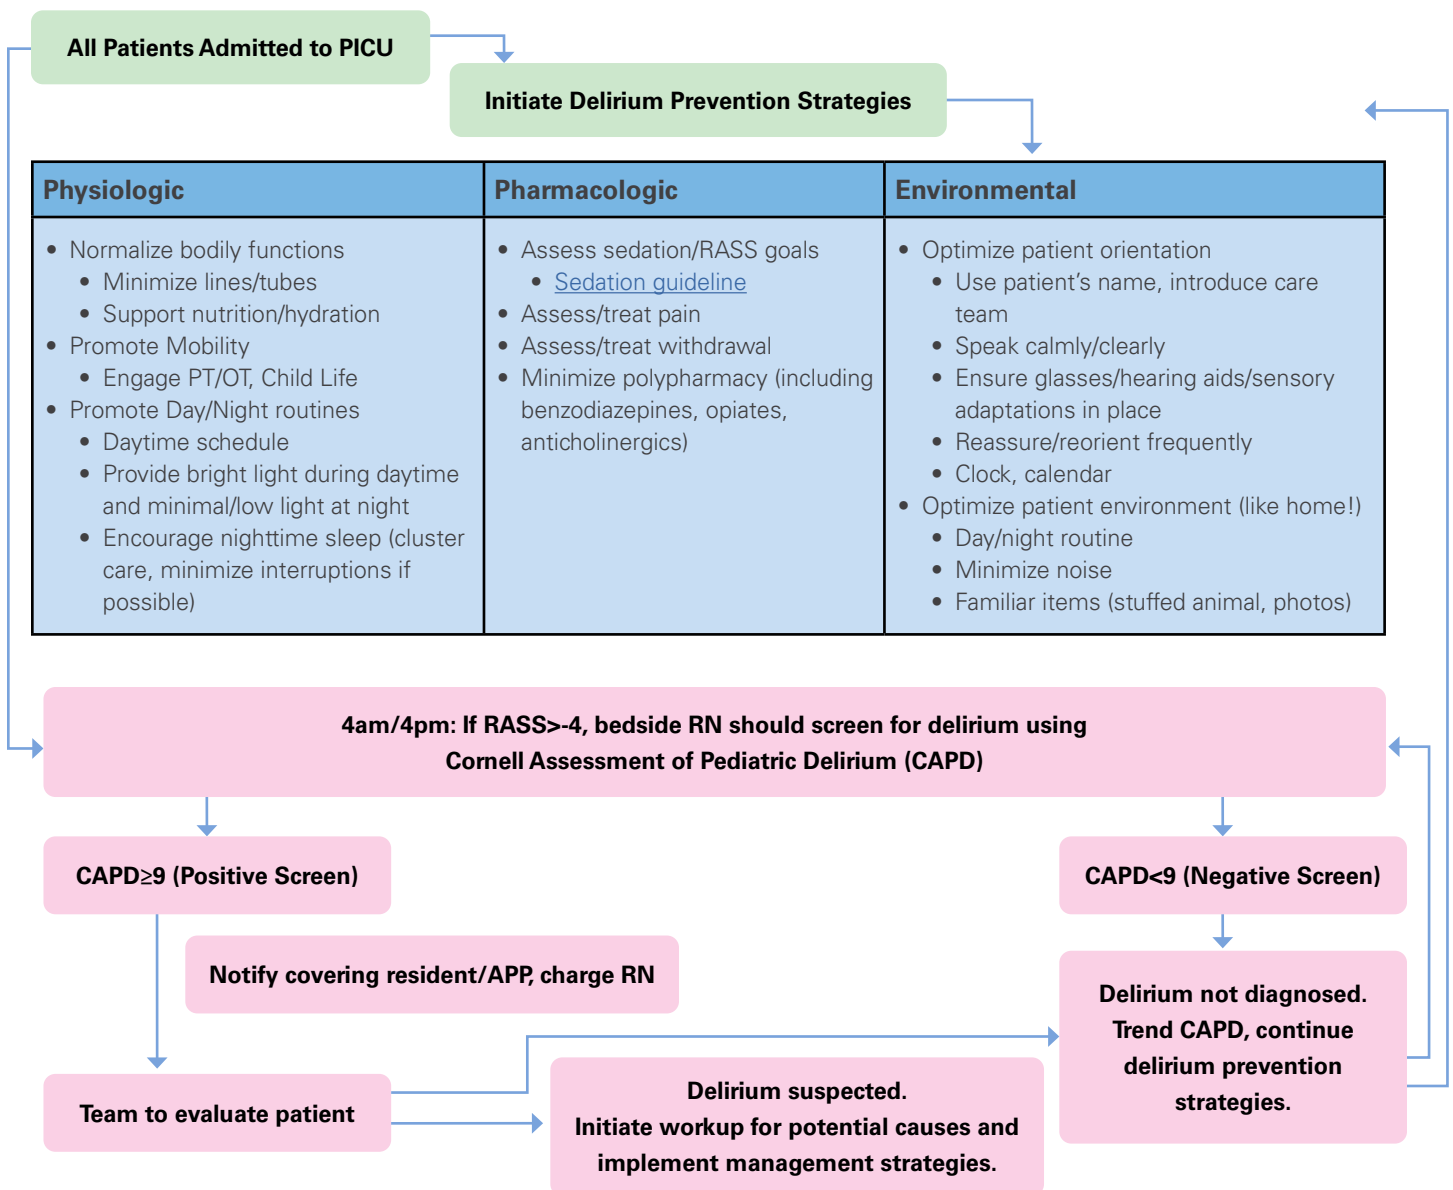 All Patients Admitted to PICU
Initiate Delirium Prevention Strategies
Physiologic
• Normalize bodily functions
• Minimize lines/tubes
• Support nutrition/hydration
• Promote Mobility
• Engage PT/OT, Child Life
• Promote Day/Night routines
• Daytime schedule
• Provide bright light during daytime
and minimal/low light at night
• Encourage nighttime sleep (cluster
care, minimize interruptions if
possible)
Pharmacologic
• Assess sedation/RASS goals
• Sedation guideline
• Assess/treat pain
• Assess/treat withdrawal
• Minimize polypharmacy (including
benzodiazepines, opiates,
anticholinergics)
Environmental
• Optimize patient orientation
• Use patient’s name, introduce care
team
• Speak calmly/clearly
• Ensure glasses/hearing aids/sensory
adaptations in place
• Reassure/reorient frequently
• Clock, calendar
• Optimize patient environment (like home!)
• Day/night routine
• Minimize noise
• Familiar items (stuffed animal, photos)
4am/4pm: If RASS>-4, bedside RN should screen for delirium using
Cornell Assessment of Pediatric Delirium (CAPD)
CAPD≥9 (Positive Screen)
CAPD<9 (Negative Screen)
Notify covering resident/APP, charge RN
Delirium not diagnosed.
Trend CAPD, continue
delirium prevention
strategies.
Team to evaluate patient
Delirium suspected.
Initiate workup for potential causes and
implement management strategies.